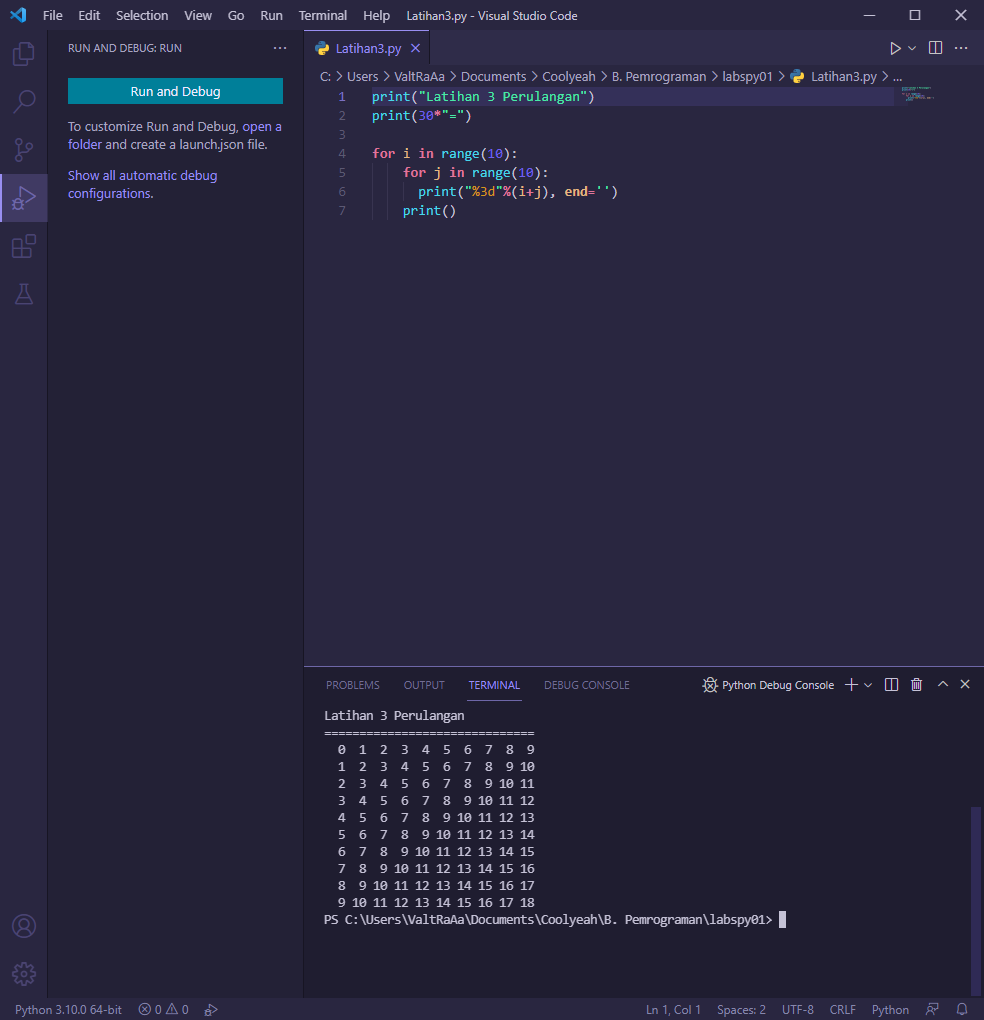 File Edit Selection View Go Run Terminal Help Latihan3.py - Visual Studio Code
RUN AND DEBUG: RUN
Run and Debug
To customize Run and Debug, open a
folder and create a launch.json file.
Show all automatic debug
configurations.
Latihan3.py
C: > Users > ValtRaAa > Documents > Coolyeah > B. Pemrograman > labspy01 > Latihan3.py > ...
1 print("Latihan 3 Perulangan")
2 print(30*"=")
3
4 for i in range(10):
5     for j in range(10):
6       print("%3d"%(i+j), end='')
7     print()
PROBLEMS OUTPUT TERMINAL DEBUG CONSOLE Python Debug Console
Latihan 3 Perulangan
==============================
  0  1  2  3  4  5  6  7  8  9
  1  2  3  4  5  6  7  8  9 10
  2  3  4  5  6  7  8  9 10 11
  3  4  5  6  7  8  9 10 11 12
  4  5  6  7  8  9 10 11 12 13
  5  6  7  8  9 10 11 12 13 14
  6  7  8  9 10 11 12 13 14 15
  7  8  9 10 11 12 13 14 15 16
  8  9 10 11 12 13 14 15 16 17
  9 10 11 12 13 14 15 16 17 18
PS C:\Users\ValtRaAa\Documents\Coolyeah\B. Pemrograman\labspy01>
Python 3.10.0 64-bit 0 0 Ln 1, Col 1 Spaces: 2 UTF-8 CRLF Python